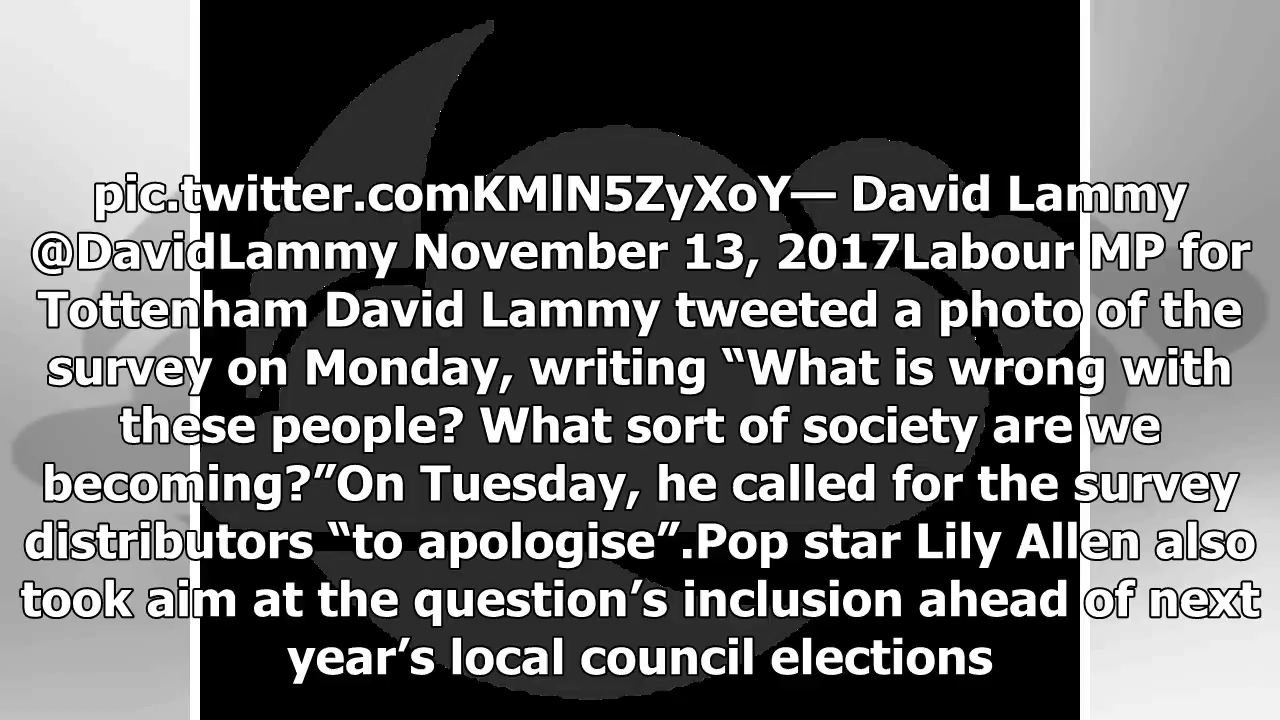 pic.twitter.comKMlN5ZyXoY— David Lammy
@DavidLammy November 13, 2017Labour MP for
Tottenham David Lammy tweeted a photo of the
survey on Monday, writing “What is wrong with
these people? What sort of society are we
becoming?”On Tuesday, he called for the survey
distributors “to apologise”.Pop star Lily Allen also
took aim at the question’s inclusion ahead of next
year’s local council elections